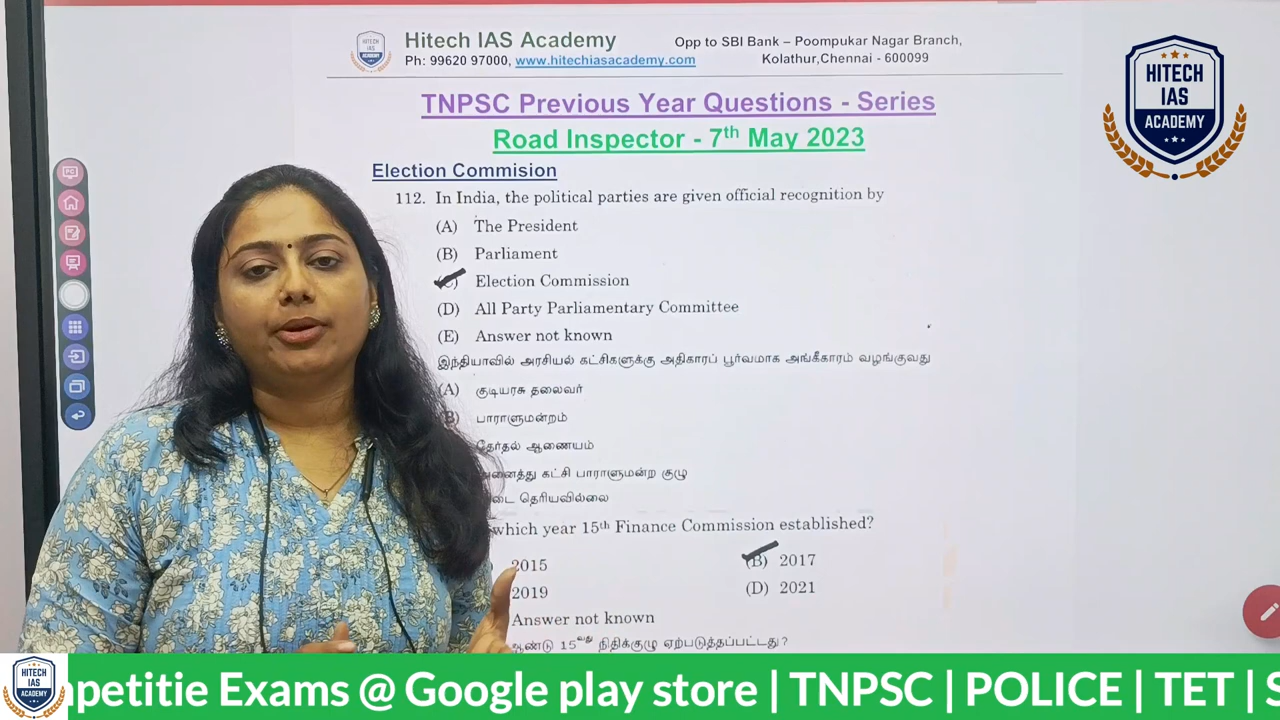 Hitech IAS Academy
Ph: 99620 97000, www.hitechiasacademy.com
Opp to SBI Bank – Poompukar Nagar Branch,
Kolathur,Chennai - 600099
HITECH
IAS
ACADEMY
TNPSC Previous Year Questions - Series
Road Inspector - 7th May 2023
Election Commision
112. In India, the political parties are given official recognition by
(A) The President
(B) Parliament
Election Commission
(D) All Party Parliamentary Committee
(E) Answer not known
இந்தியாவில் அரசியல் கட்சிகளுக்கு அதிகாரப் பூர்வமாக அங்கீகாரம் வழங்குவது
(A) குடியரசு தலைவர்
(B) பாராளுமன்றம்
தேர்தல் ஆணையம்
அனைத்து கட்சி பாராளுமன்ற குழு
தெரியவில்லை
which year 15th Finance Commission established?
2015
(B) 2017
2019
(D) 2021
Answer not known
ஆண்டு 15வது நிதிக்குழு ஏற்படுத்தப்பட்டது?
HITECH
IAS
ACADEMY
petitie Exams @ Google play store | TNPSC | POLICE | TET |